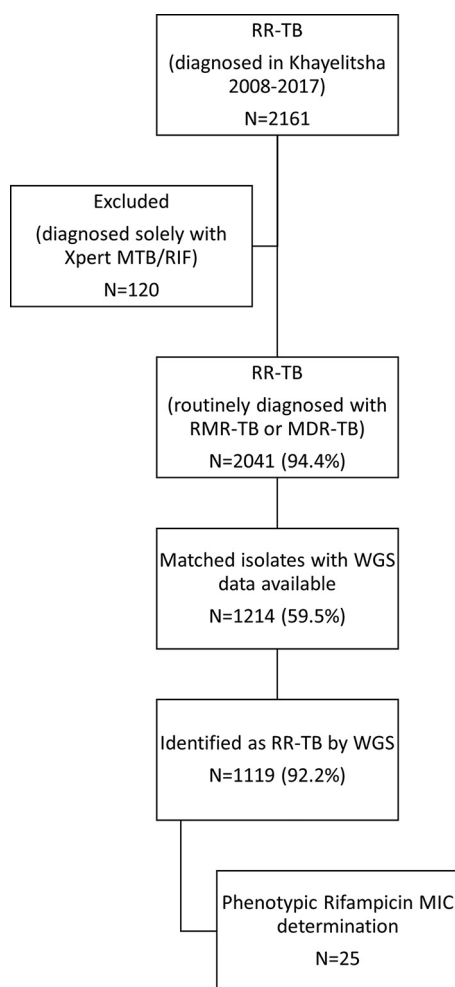 RR-TB
(diagnosed in Khayelitsha
2008-2017)
N=2161
Excluded
(diagnosed solely with
Xpert MTB/RIF)
N=120
RR-TB
(routinely diagnosed with
RMR-TB or MDR-TB)
N=2041 (94.4%)
Matched isolates with WGS
data available
N=1214 (59.5%)
Identified as RR-TB by WGS
N=1119 (92.2%)
Phenotypic Rifampicin MIC
determination
N=25